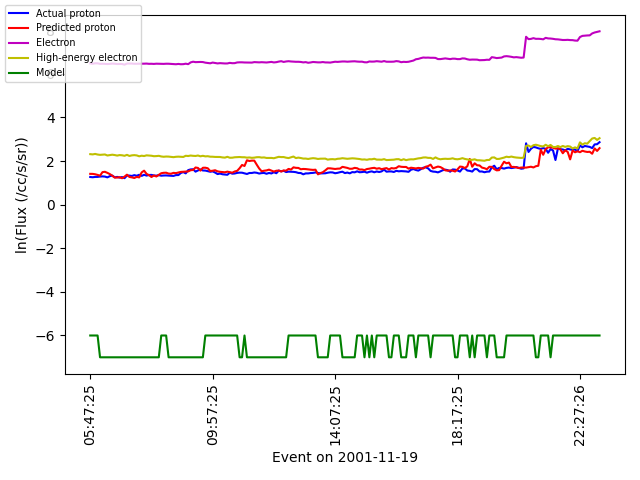 Actual proton
Predicted proton
Electron
High-energy electron
Model
ln(Flux (/cc/s/sr))
4
2
0
−2
−4
−6
05:47:25
09:57:25
14:07:25
18:17:25
22:27:26
Event on 2001-11-19